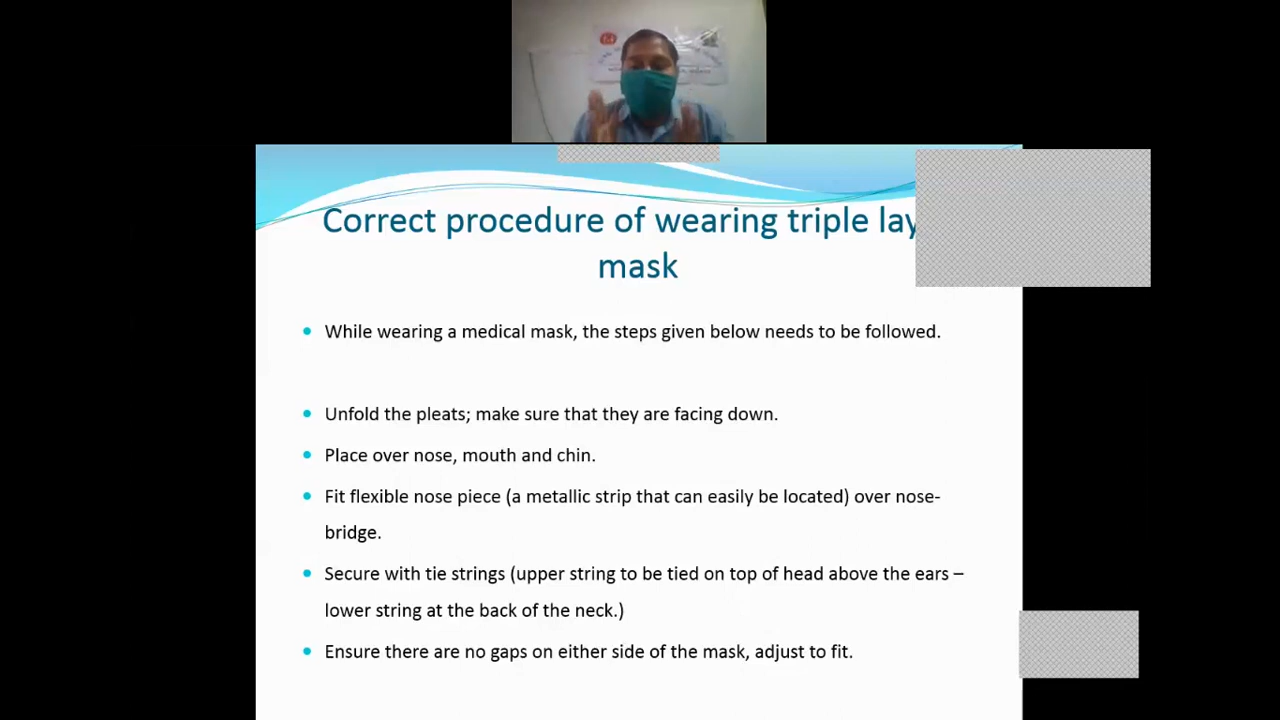 Correct procedure of wearing triple lay
mask
While wearing a medical mask, the steps given below needs to be followed.
Unfold the pleats; make sure that they are facing down.
Place over nose, mouth and chin.
Fit flexible nose piece (a metallic strip that can easily be located) over nose-
bridge.
Secure with tie strings (upper string to be tied on top of head above the ears –
lower string at the back of the neck.)
Ensure there are no gaps on either side of the mask, adjust to fit.